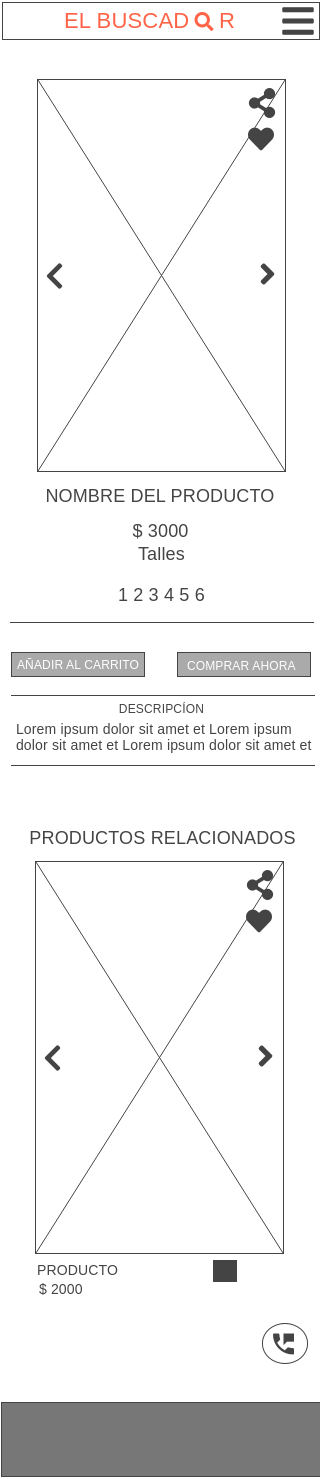 EL BUSCAD R
NOMBRE DEL PRODUCTO
$ 3000
Talles
1 2 3 4 5 6
AÑADIR AL CARRITO
COMPRAR AHORA
DESCRIPCÍON
Lorem ipsum dolor sit amet et Lorem ipsum
dolor sit amet et Lorem ipsum dolor sit amet et
PRODUCTOS RELACIONADOS
PRODUCTO
$ 2000